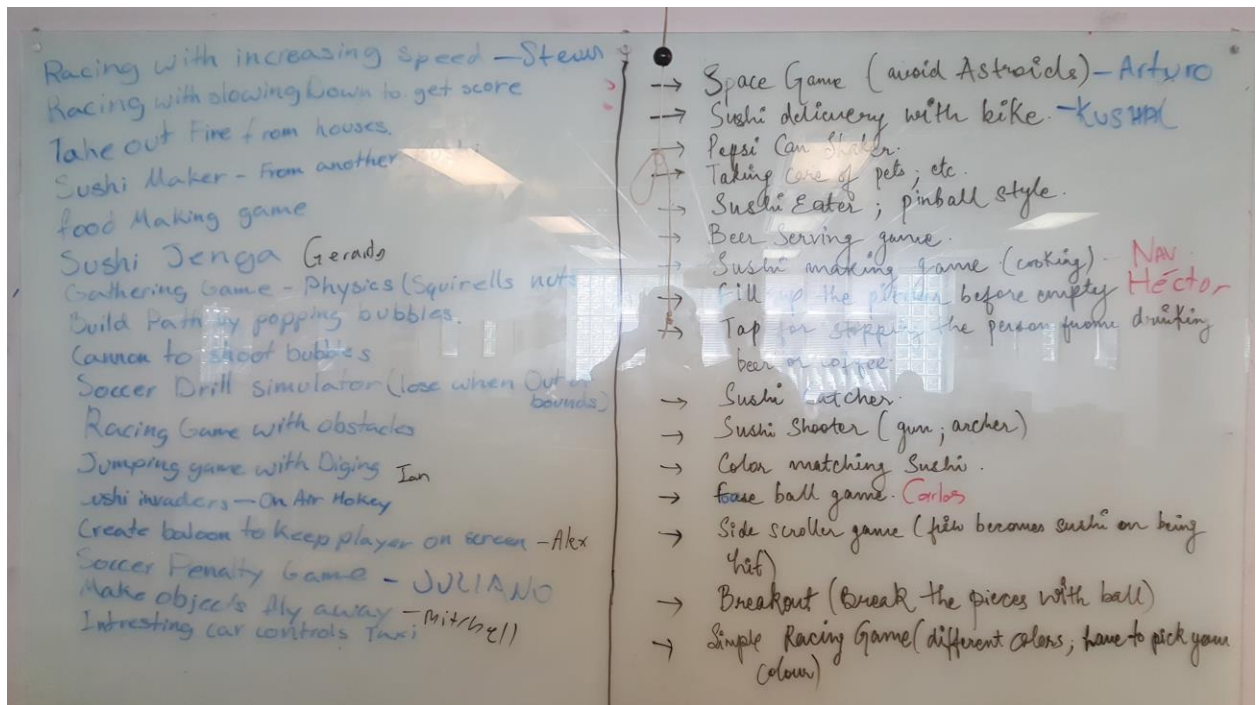 Racing with increasing speed -
Racing with slowing Down to get score
Take out Fire from houses.
Sushi Maker - From another
food Making game
Sushi Jenga Gerado
Gathering Game - Physics (Squirells nuts
Build Path by popping bubbles.
Cannon to shoot bubbles
Soccer Drill simulator (lose when Out of
bounds)
Racing Game with obstacles
Jumping game with Diging Ian
ushi invaders - On Air Hokey
Create baloon to keep player on screen - Alex
Soccer Penalty Game - JULIANO
Make objects fly away - Mitchell
Intresting car controls Taxi
→ Space Game (avoid Astroids) - Arturo
→ Sushi delivery with bike. - KUSHAL
→ Pepsi Can Shaker.
→ Taking care of pets, etc.
→ Sushi Eater ; pinball style.
→ Beer Serving game.
→ Sushi making game (cooking) - NAV.
→ Fill up the pitcher before empty Héctor
→ Tap for stopping the person frome drinking
beer or coffee.
→ Sushi catcher.
→ Sushi Shooter (gun ; archer)
→ Color matching Sushi.
→ ball game. Carlos
→ Side scroller game ( becomes sushi on being
hit)
→ Breakout (Break the pieces with ball)
→ Simple Racing Game (different colors ; have to pick your
colour)